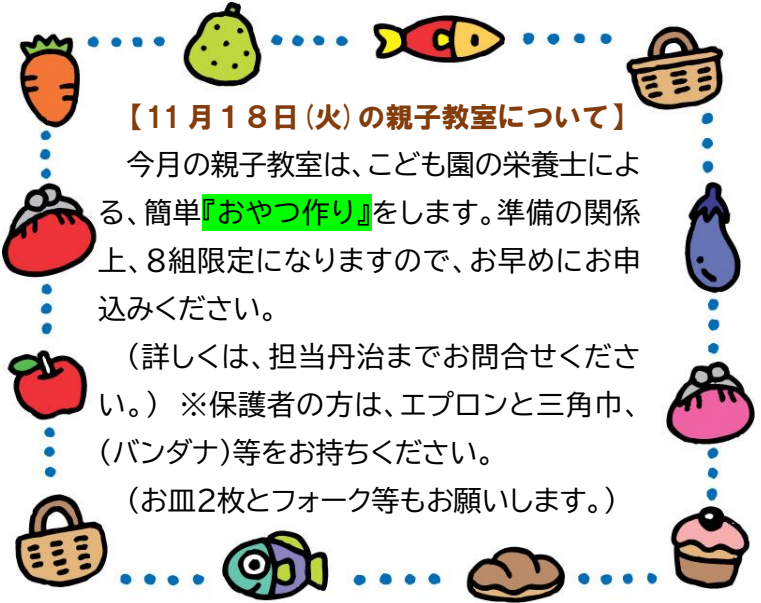 【11月18日(火)の親子教室について】
今月の親子教室は、こども園の栄養士によ
る、簡単『おやつ作り』をします。準備の関係
上、8組限定になりますので、お早めにお申
込みください。
(詳しくは、担当丹治までお問合せくださ
い。) ※保護者の方は、エプロンと三角巾、
(バンダナ)等をお持ちください。
(お皿2枚とフォーク等もお願いします。)